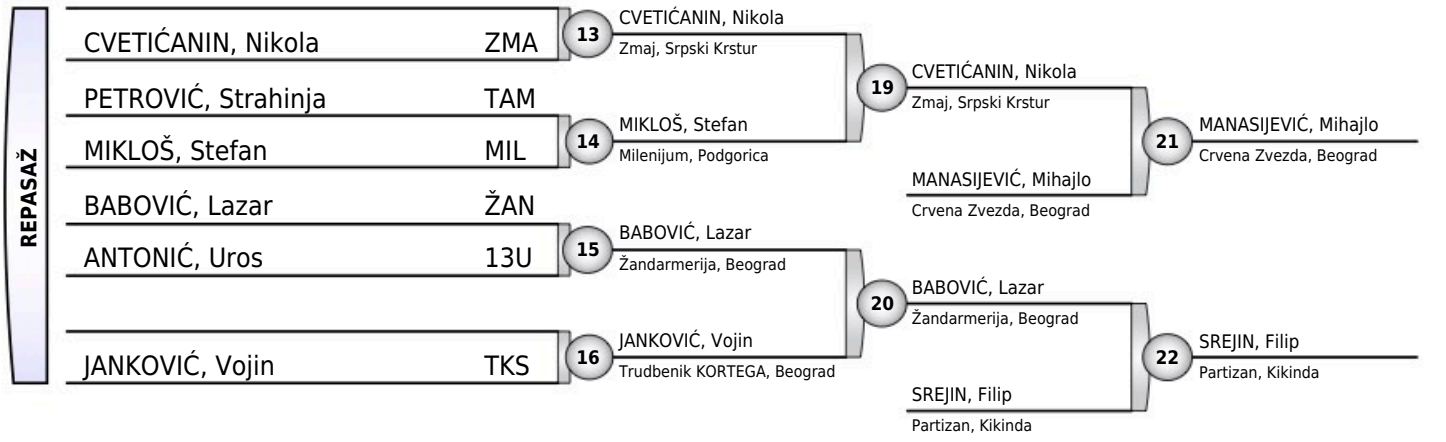 REPASAŽ
CVETIĆANIN, Nikola ZMA
PETROVIĆ, Strahinja TAM
MIKLOŠ, Stefan MIL
BABOVIĆ, Lazar ŽAN
ANTONIĆ, Uros 13U
JANKOVIĆ, Vojin TKS
13
CVETIĆANIN, Nikola
Zmaj, Srpski Krstur
14
MIKLOŠ, Stefan
Milenijum, Podgorica
15
BABOVIĆ, Lazar
Žandarmerija, Beograd
16
JANKOVIĆ, Vojin
Trudbenik KORTEGA, Beograd
19
CVETIĆANIN, Nikola
Zmaj, Srpski Krstur
MANASIJEVIĆ, Mihajlo
Crvena Zvezda, Beograd
20
BABOVIĆ, Lazar
Žandarmerija, Beograd
SREJIN, Filip
Partizan, Kikinda
21
MANASIJEVIĆ, Mihajlo
Crvena Zvezda, Beograd
22
SREJIN, Filip
Partizan, Kikinda